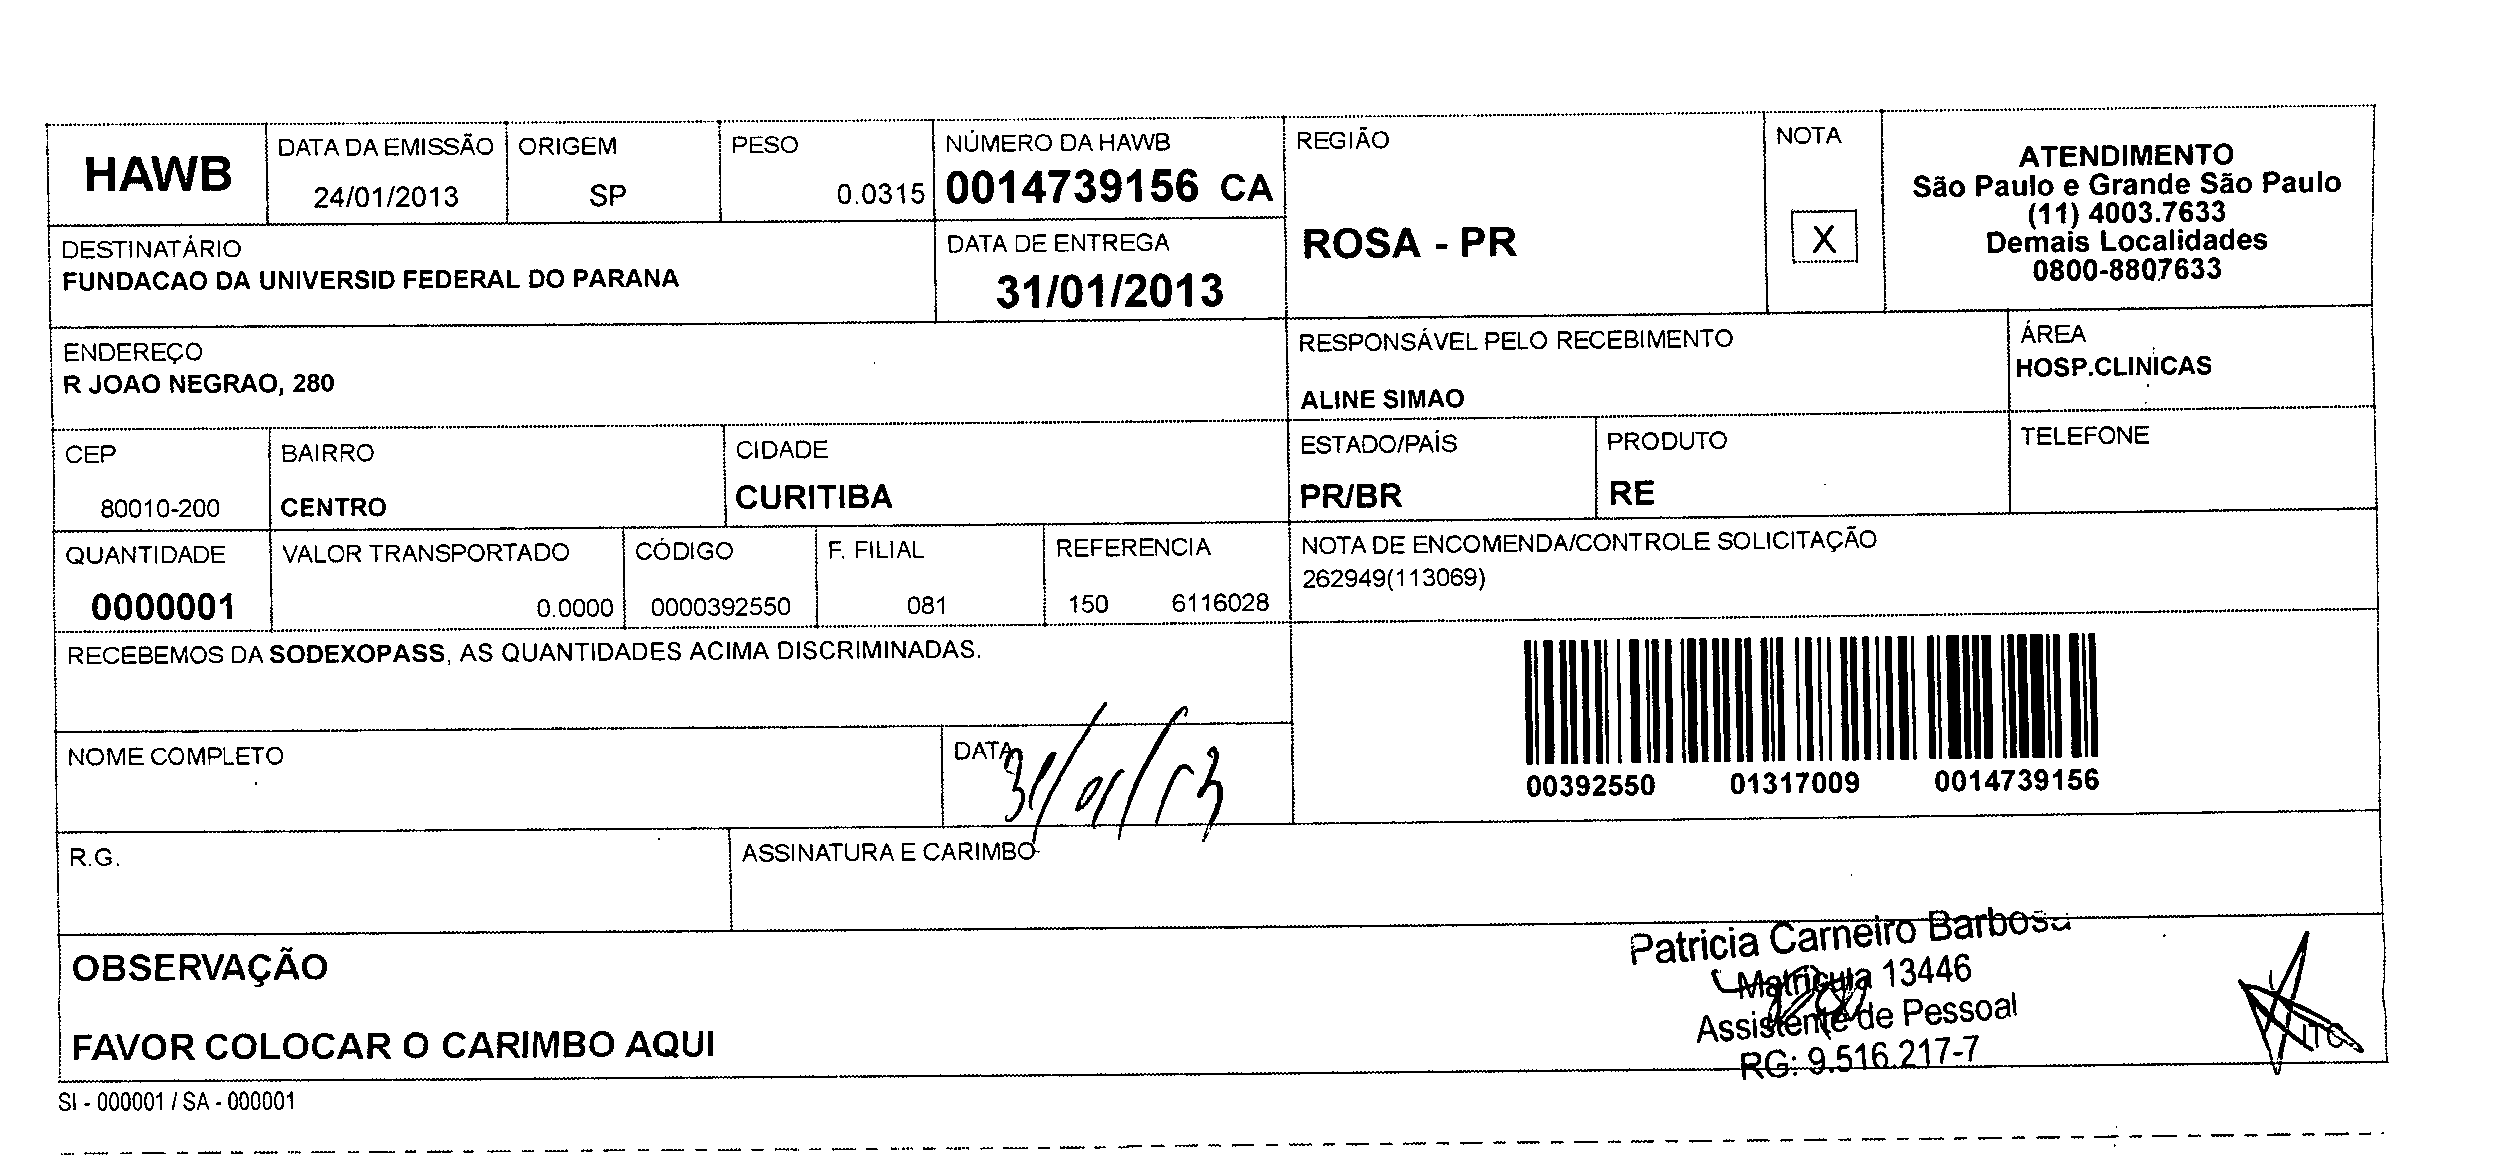 HAWB
DATA DA EMISSÃO
24/01/2013
ORIGEM
SP
PESO
0.0315
NÚMERO DA HAWB
0014739156 CA
REGIÃO
ROSA - PR
NOTA
X
ATENDIMENTO
São Paulo e Grande São Paulo
(11) 4003.7633
Demais Localidades
0800-8807633
DESTINATÁRIO
FUNDACAO DA UNIVERSID FEDERAL DO PARANA
DATA DE ENTREGA
31/01/2013
ENDEREÇO
R JOAO NEGRAO, 280
RESPONSÁVEL PELO RECEBIMENTO
ALINE SIMAO
ÁREA
HOSP.CLINICAS
CEP
80010-200
BAIRRO
CENTRO
CIDADE
CURITIBA
ESTADO/PAÍS
PR/BR
PRODUTO
RE
TELEFONE
QUANTIDADE
0000001
VALOR TRANSPORTADO
0.0000
CÓDIGO
0000392550
F. FILIAL
081
REFERENCIA
150 6116028
NOTA DE ENCOMENDA/CONTROLE SOLICITAÇÃO
262949(113069)
RECEBEMOS DA SODEXOPASS, AS QUANTIDADES ACIMA DISCRIMINADAS.
00392550 01317009 0014739156
NOME COMPLETO
DATA
31/01/13
R.G.
ASSINATURA E CARIMBO
OBSERVAÇÃO
FAVOR COLOCAR O CARIMBO AQUI
Patricia Carneiro Barbosa
Matrícula 13446
Assistente de Pessoal
RG: 9.516.217-7
SI - 000001 / SA - 000001